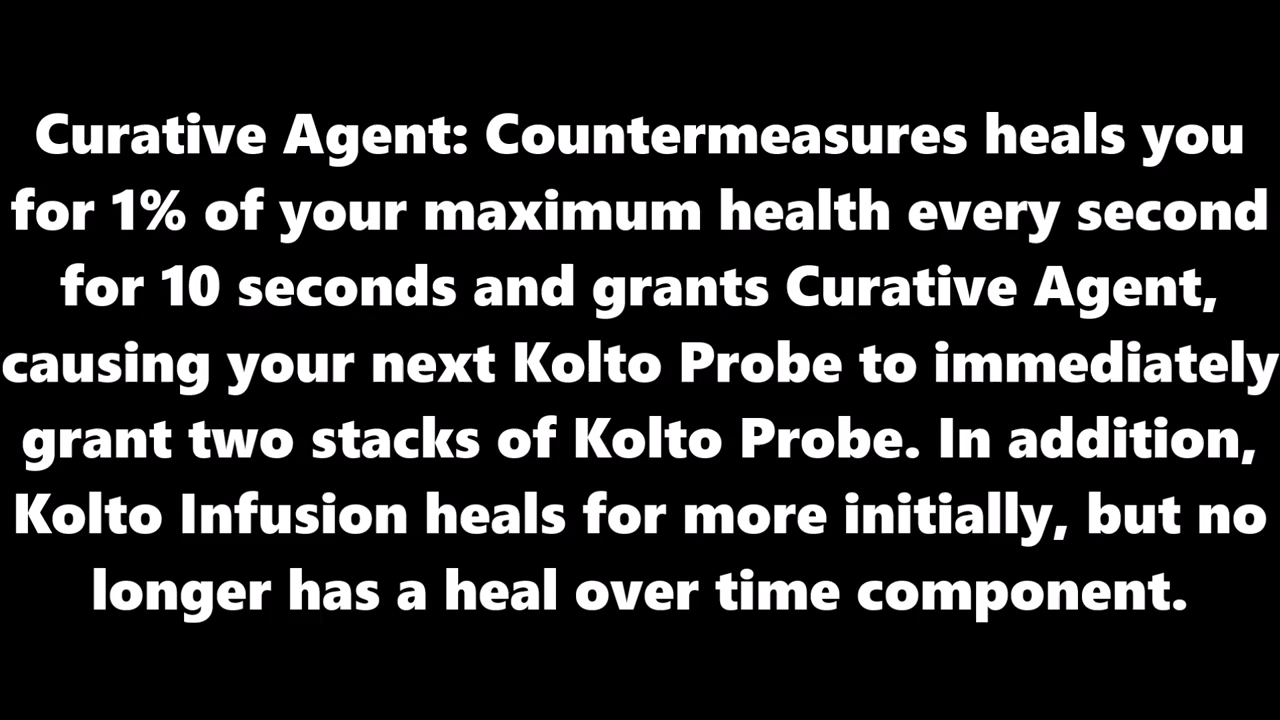 Curative Agent: Countermeasures heals you
for 1% of your maximum health every second
for 10 seconds and grants Curative Agent,
causing your next Kolto Probe to immediately
grant two stacks of Kolto Probe. In addition,
Kolto Infusion heals for more initially, but no
longer has a heal over time component.